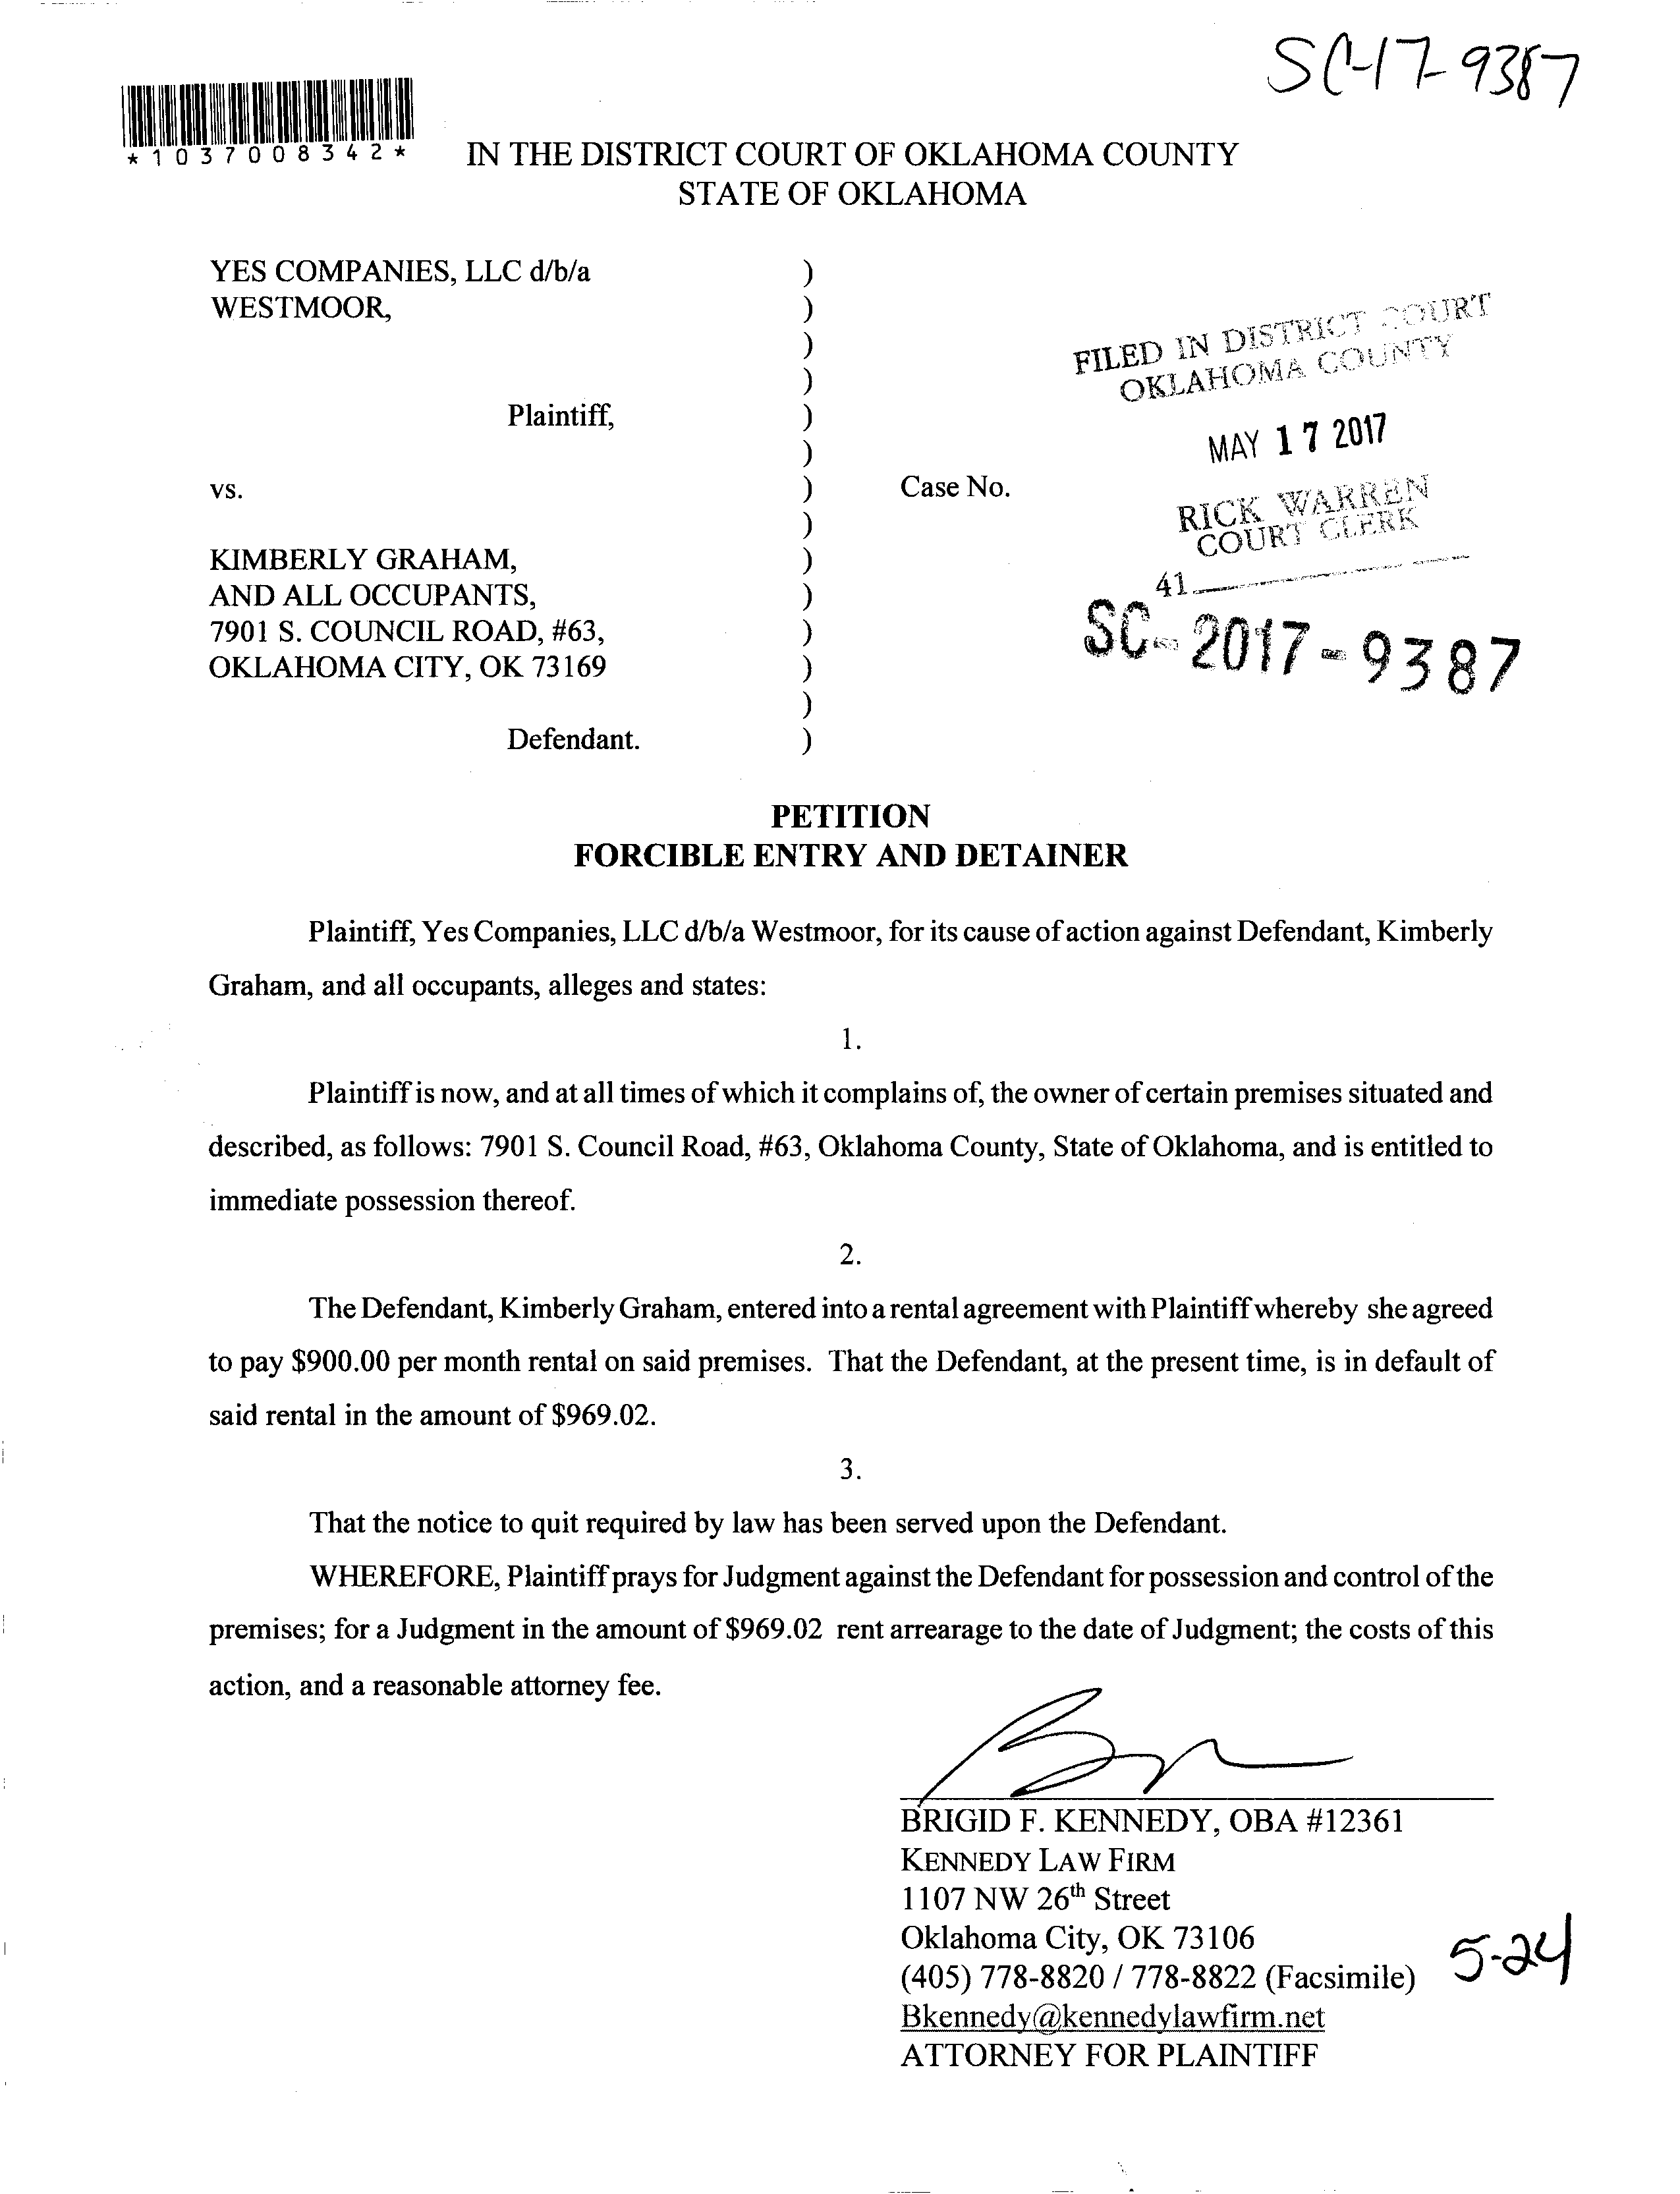 SC-17-9387
*1037008342*
IN THE DISTRICT COURT OF OKLAHOMA COUNTY
STATE OF OKLAHOMA
YES COMPANIES, LLC d/b/a )
WESTMOOR, )
)
)
Plaintiff, )
)
vs. ) Case No.
)
KIMBERLY GRAHAM, )
AND ALL OCCUPANTS, )
7901 S. COUNCIL ROAD, #63, )
OKLAHOMA CITY, OK 73169 )
)
Defendant. )
FILED IN DISTRICT COURT
OKLAHOMA COUNTY
MAY 17 2017
RICK WARREN
COURT CLERK
41
SC-2017-9387
PETITION
FORCIBLE ENTRY AND DETAINER
Plaintiff, Yes Companies, LLC d/b/a Westmoor, for its cause of action against Defendant, Kimberly
Graham, and all occupants, alleges and states:
1.
Plaintiff is now, and at all times of which it complains of, the owner of certain premises situated and
described, as follows: 7901 S. Council Road, #63, Oklahoma County, State of Oklahoma, and is entitled to
immediate possession thereof.
2.
The Defendant, Kimberly Graham, entered into a rental agreement with Plaintiff whereby she agreed
to pay $900.00 per month rental on said premises. That the Defendant, at the present time, is in default of
said rental in the amount of $969.02.
3.
That the notice to quit required by law has been served upon the Defendant.
WHEREFORE, Plaintiff prays for Judgment against the Defendant for possession and control of the
premises; for a Judgment in the amount of $969.02 rent arrearage to the date of Judgment; the costs of this
action, and a reasonable attorney fee.
BRIGID F. KENNEDY, OBA #12361
KENNEDY LAW FIRM
1107 NW 26th Street
Oklahoma City, OK 73106
(405) 778-8820 / 778-8822 (Facsimile)
Bkennedy@kennedylawfirm.net
ATTORNEY FOR PLAINTIFF
5-24